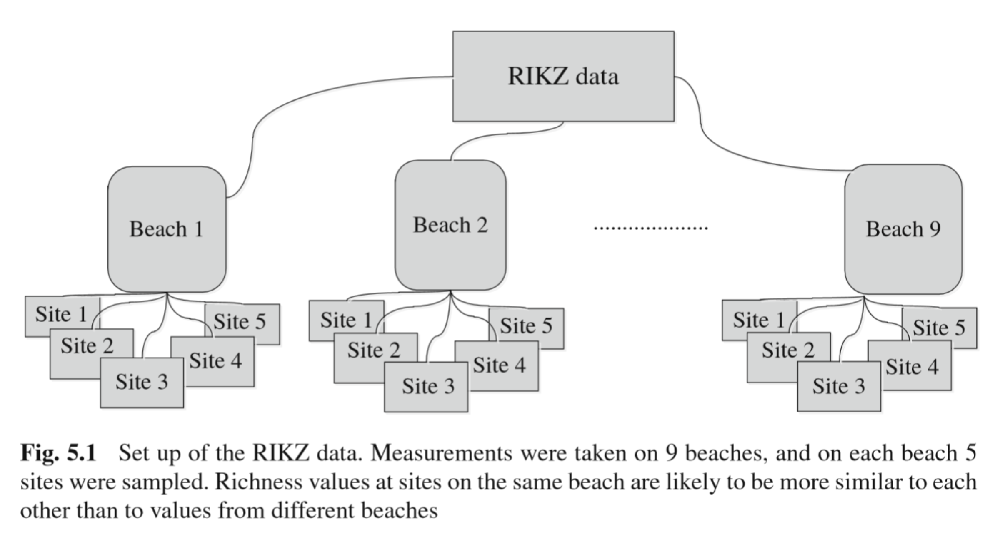 RIKZ data
Beach 1
Beach 2
...................
Beach 9
Site 1
Site 2
Site 3
Site 4
Site 5
Site 1
Site 2
Site 3
Site 4
Site 5
Site 1
Site 2
Site 3
Site 4
Site 5
Fig. 5.1 Set up of the RIKZ data. Measurements were taken on 9 beaches, and on each beach 5
sites were sampled. Richness values at sites on the same beach are likely to be more similar to each
other than to values from different beaches